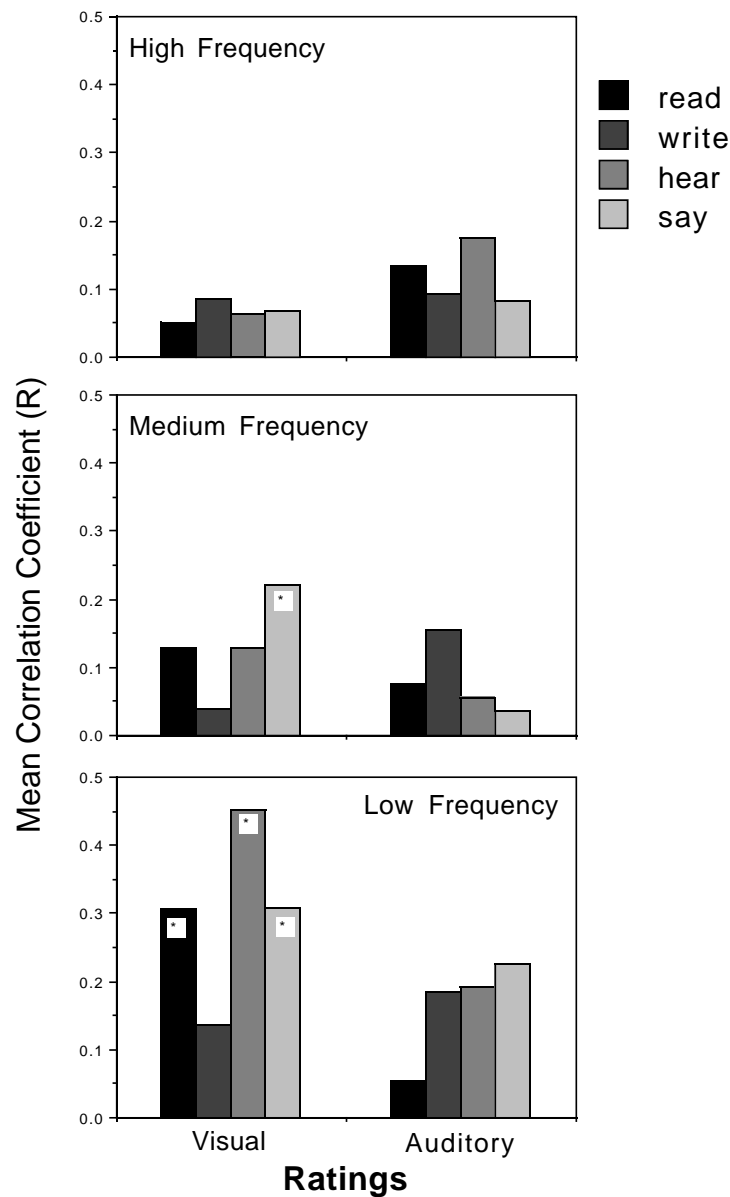 0.5
High Frequency
0.4
0.3
0.2
0.1
0.0
read
write
hear
say
Mean Correlation Coefficient (R)
0.5
Medium Frequency
0.4
0.3
0.2
*
0.1
0.0
0.5
Low Frequency
*
0.4
0.3
* *
0.2
0.1
0.0
Visual Auditory
Ratings